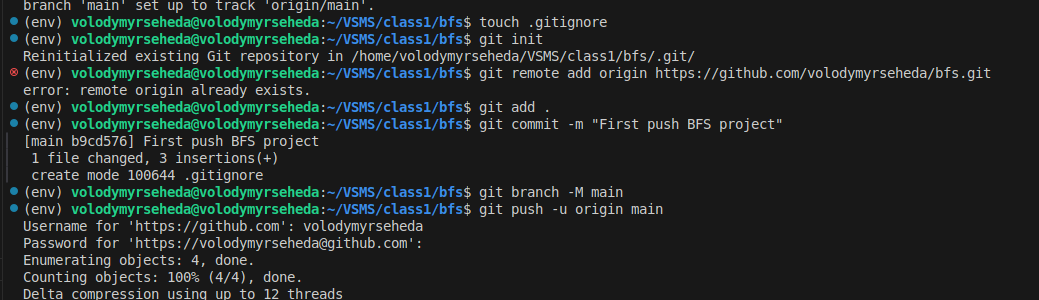 branch 'main' set up to track 'origin/main'.
(env) volodymyrseheda@volodymyrseheda:~/VSMS/class1/bfs$ touch .gitignore
(env) volodymyrseheda@volodymyrseheda:~/VSMS/class1/bfs$ git init
Reinitialized existing Git repository in /home/volodymyrseheda/VSMS/class1/bfs/.git/
(env) volodymyrseheda@volodymyrseheda:~/VSMS/class1/bfs$ git remote add origin https://github.com/volodymyrseheda/bfs.git
error: remote origin already exists.
(env) volodymyrseheda@volodymyrseheda:~/VSMS/class1/bfs$ git add .
(env) volodymyrseheda@volodymyrseheda:~/VSMS/class1/bfs$ git commit -m "First push BFS project"
[main b9cd576] First push BFS project
 1 file changed, 3 insertions(+)
 create mode 100644 .gitignore
(env) volodymyrseheda@volodymyrseheda:~/VSMS/class1/bfs$ git branch -M main
(env) volodymyrseheda@volodymyrseheda:~/VSMS/class1/bfs$ git push -u origin main
Username for 'https://github.com': volodymyrseheda
Password for 'https://volodymyrseheda@github.com':
Enumerating objects: 4, done.
Counting objects: 100% (4/4), done.
Delta compression using up to 12 threads